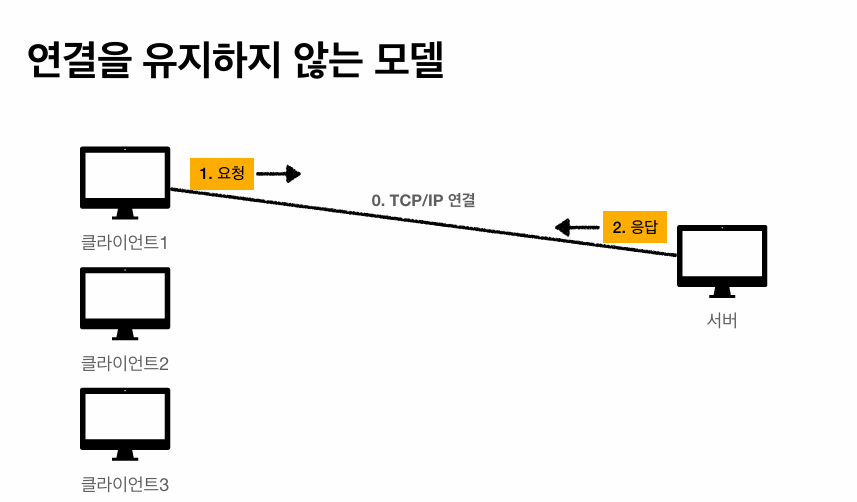 연결을 유지하지 않는 모델
1. 요청
0. TCP/IP 연결
2. 응답
클라이언트1
서버
클라이언트2
클라이언트3